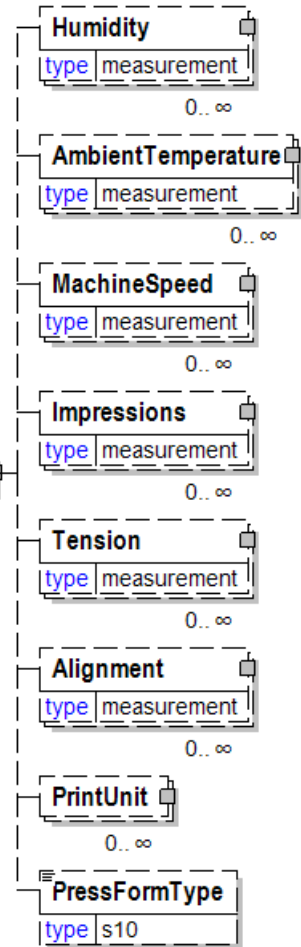 Humidity
type measurement
0.. ∞
AmbientTemperature
type measurement
0.. ∞
MachineSpeed
type measurement
0.. ∞
Impressions
type measurement
0.. ∞
Tension
type measurement
0.. ∞
Alignment
type measurement
0.. ∞
PrintUnit
0.. ∞
PressFormType
type s10